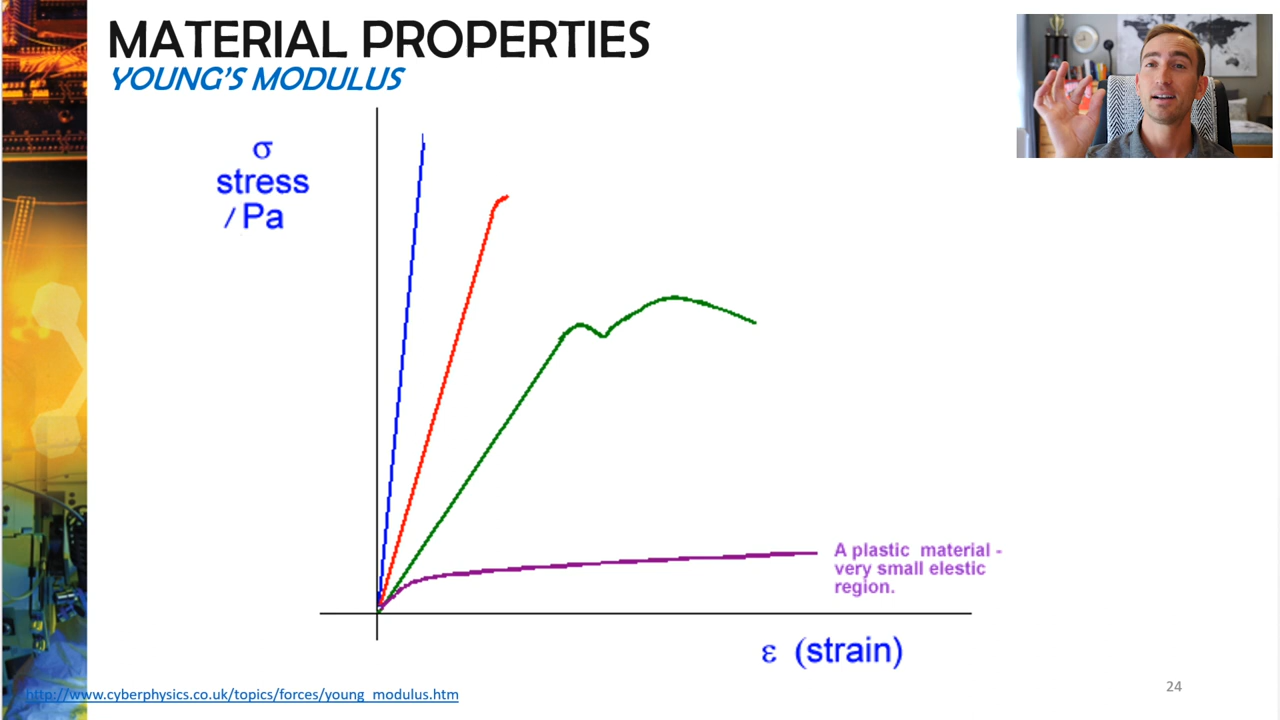 MATERIAL PROPERTIES
YOUNG'S MODULUS
σ
stress
/ Pa
A plastic material -
very small elestic
region.
ε (strain)
http://www.cyberphysics.co.uk/topics/forces/young_modulus.htm
24